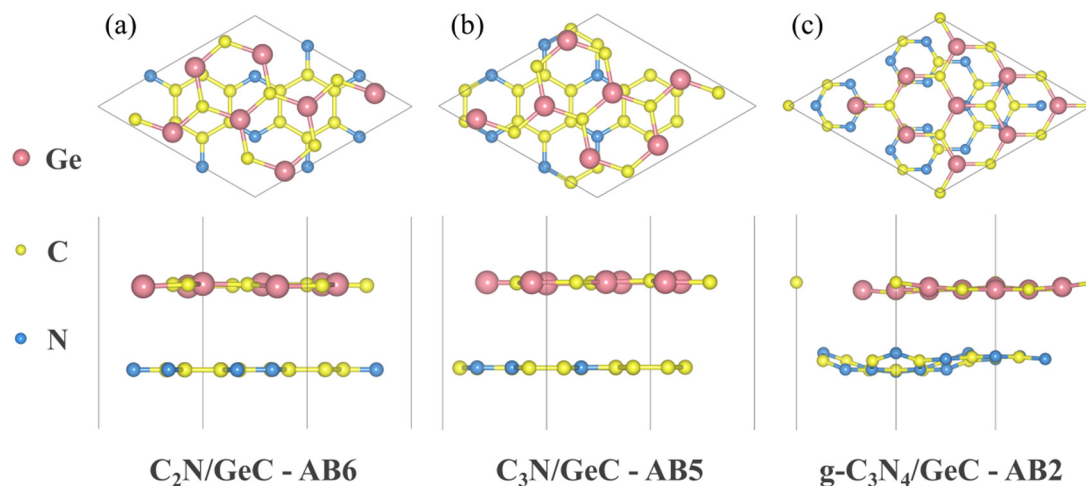 (a)
(b)
(c)
Ge
C
N
C₂N/GeC - AB6
C₃N/GeC - AB5
g-C₃N₄/GeC - AB2